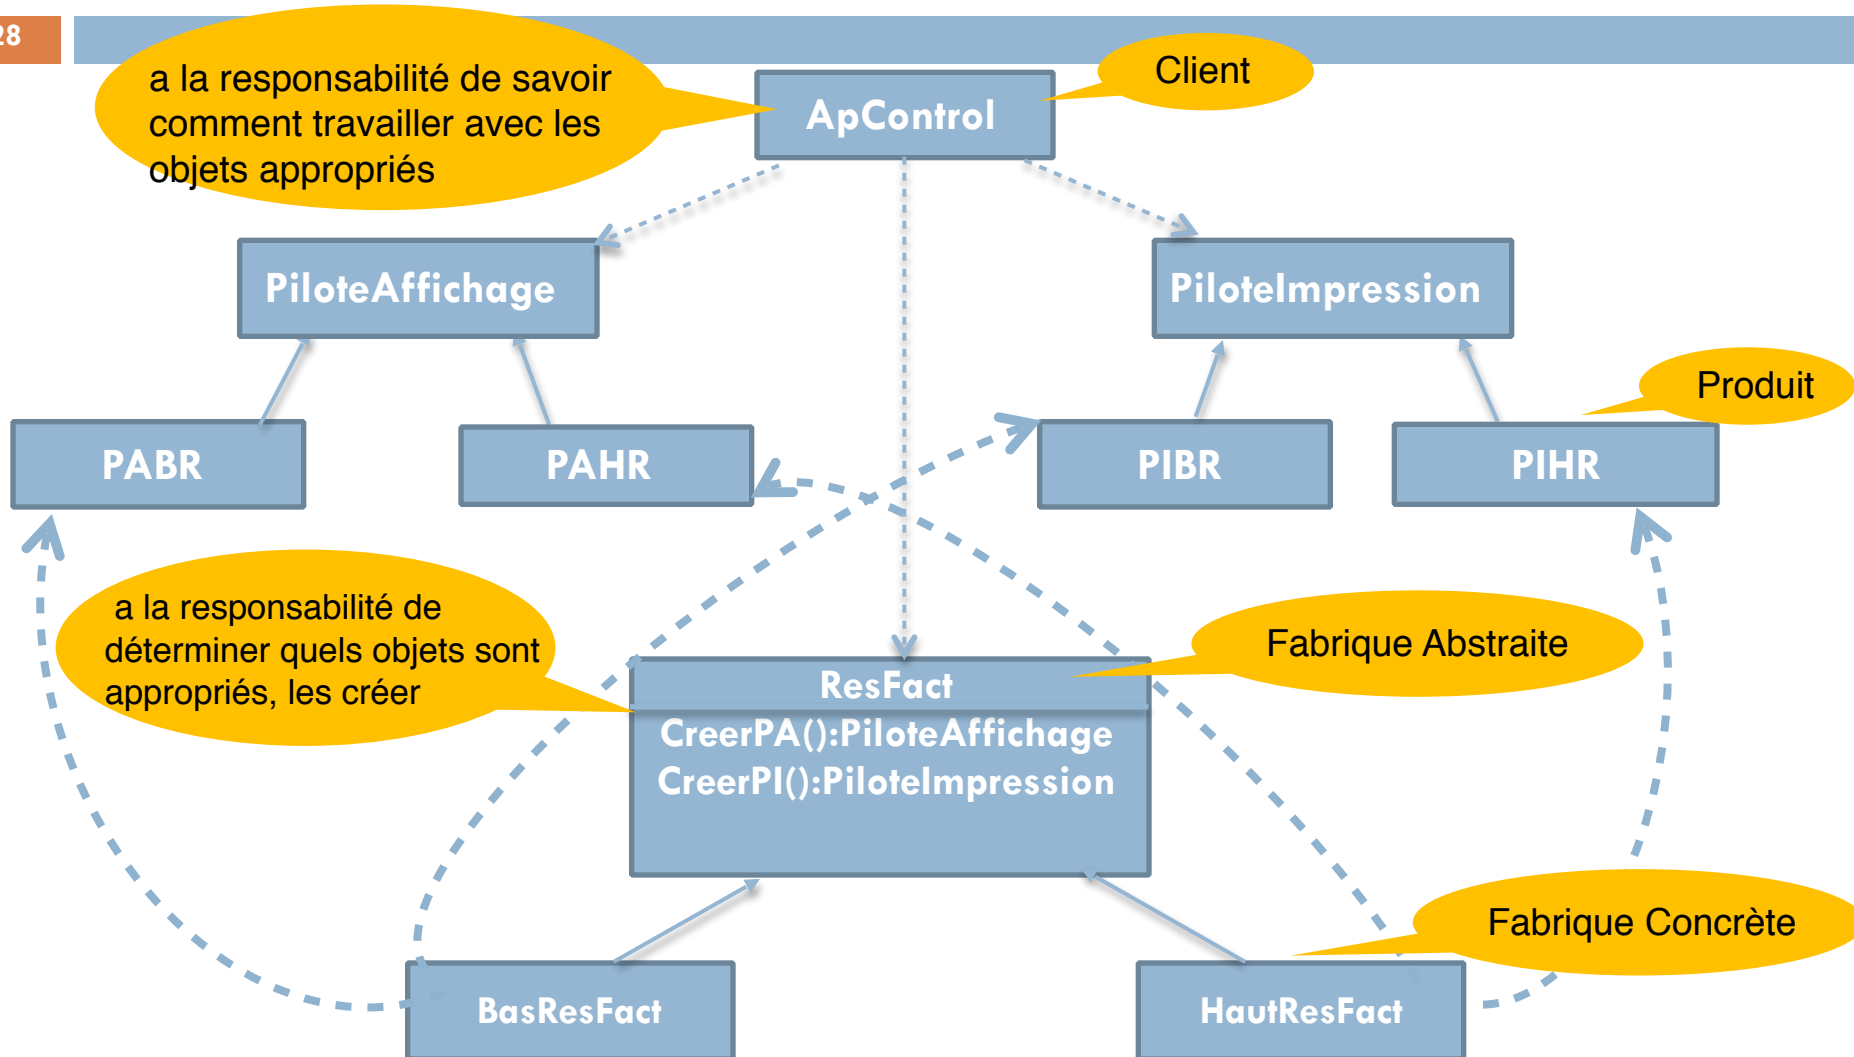 28
a la responsabilité de savoir
comment travailler avec les
objets appropriés
Client
ApControl
PiloteAffichage
PiloteImpression
Produit
PABR
PAHR
PIBR
PIHR
a la responsabilité de
déterminer quels objets sont
appropriés, les créer
Fabrique Abstraite
ResFact
CreerPA():PiloteAffichage
CreerPI():PiloteImpression
Fabrique Concrète
BasResFact
HautResFact